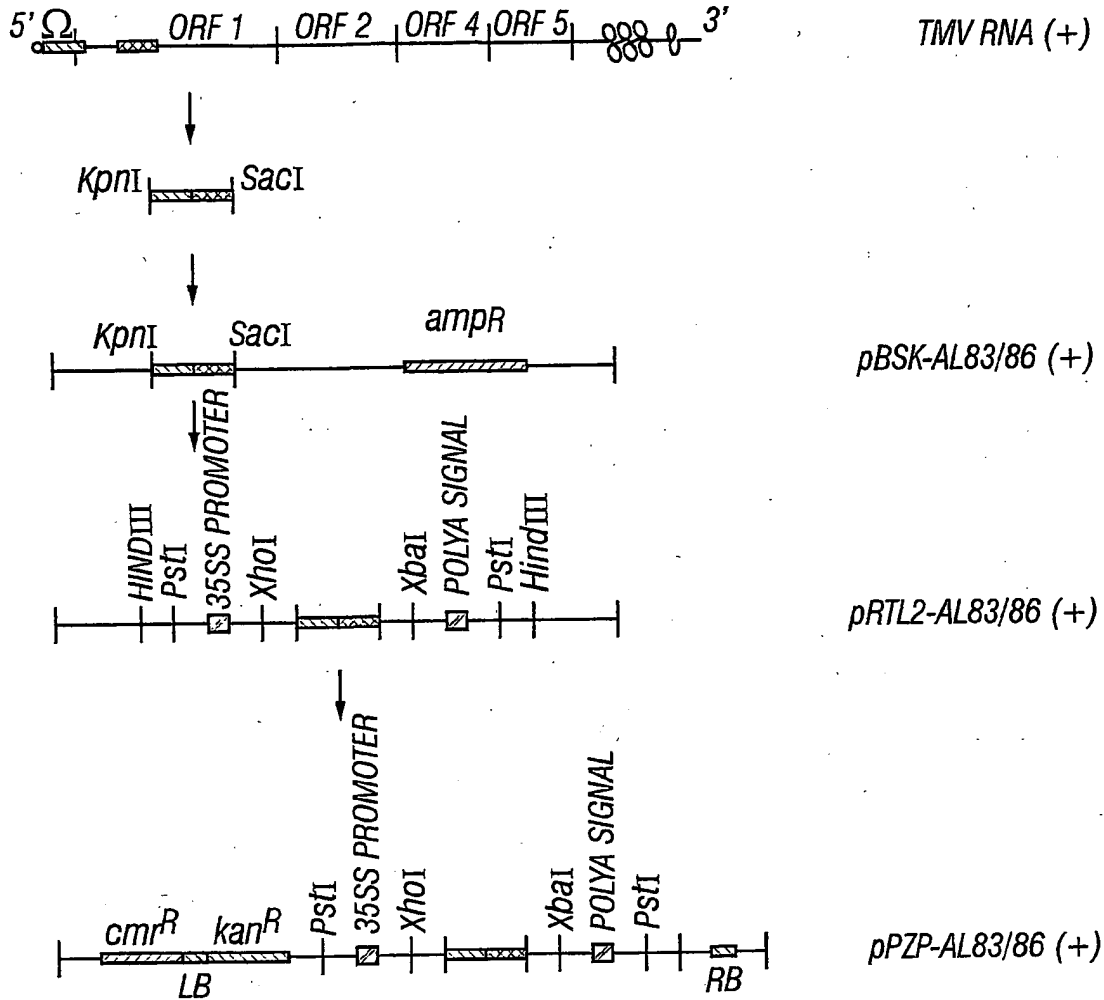 5' Ω ORF 1 ORF 2 ORF 4 ORF 5 3' TMV RNA (+)
KpnI SacI
KpnI SacI ampR pBSK-AL83/86 (+)
HINDIII PstI 35SS PROMOTER XhoI XbaI POLYA SIGNAL PstI HindIII pRTL2-AL83/86 (+)
cmrR kanR PstI 35SS PROMOTER XhoI XbaI POLYA SIGNAL PstI pPZP-AL83/86 (+)
LB RB